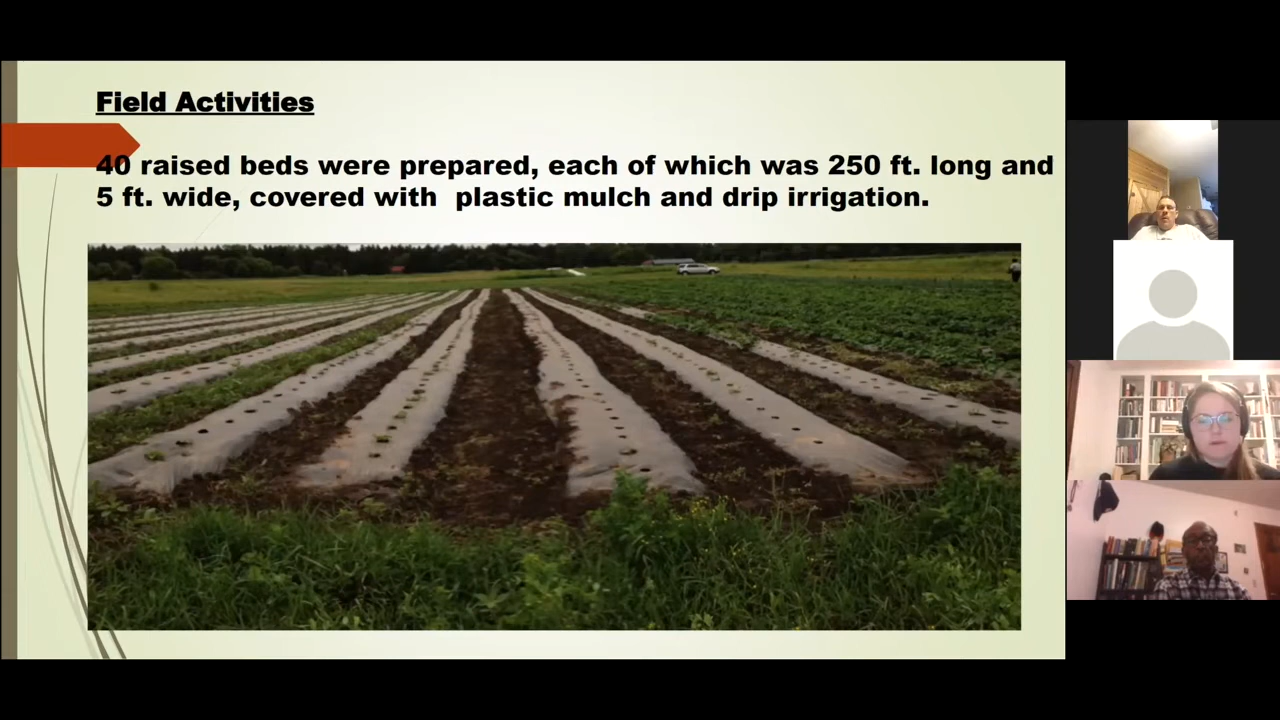 Field Activities
40 raised beds were prepared, each of which was 250 ft. long and
5 ft. wide, covered with  plastic mulch and drip irrigation.